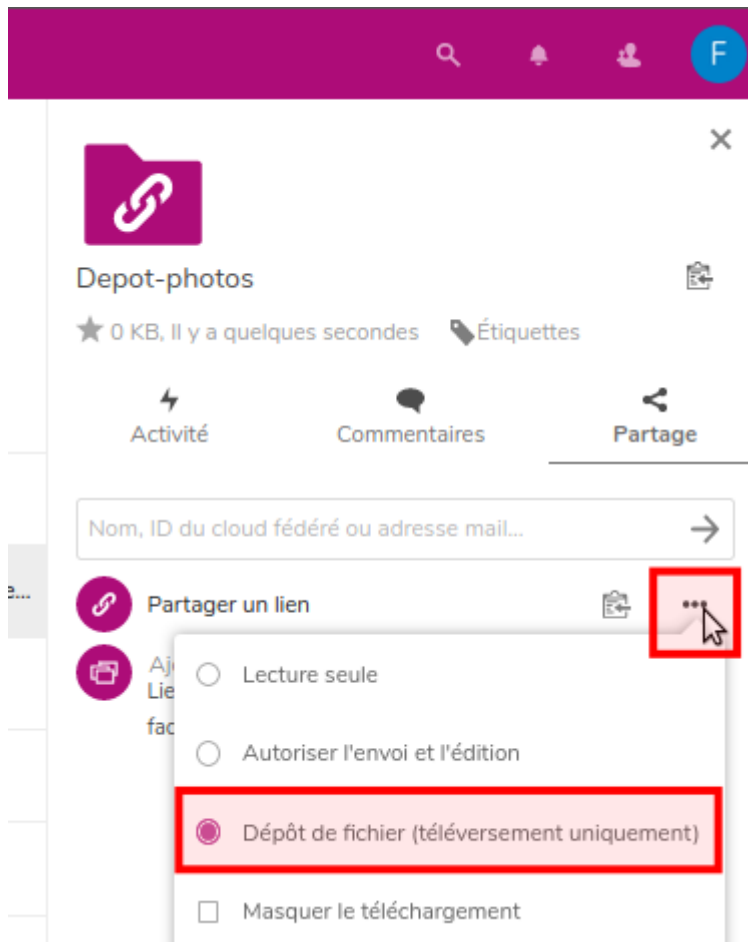 F
Depot-photos
0 KB, Il y a quelques secondes Étiquettes
Activité Commentaires Partage
Nom, ID du cloud fédéré ou adresse mail...
Partager un lien
Lecture seule
Autoriser l'envoi et l'édition
Dépôt de fichier (téléversement uniquement)
Masquer le téléchargement